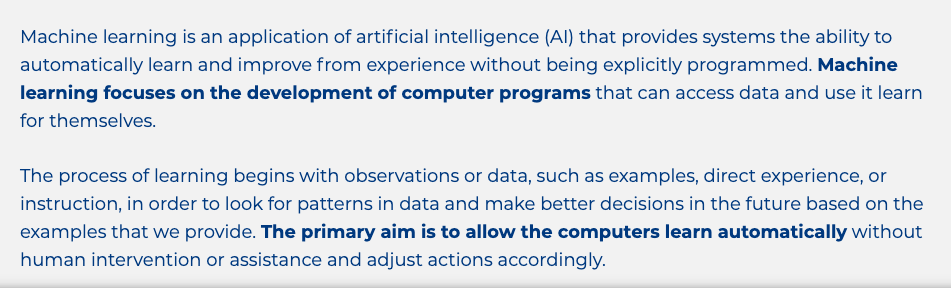 Machine learning is an application of artificial intelligence (AI) that provides systems the ability to
automatically learn and improve from experience without being explicitly programmed. Machine
learning focuses on the development of computer programs that can access data and use it learn
for themselves.
The process of learning begins with observations or data, such as examples, direct experience, or
instruction, in order to look for patterns in data and make better decisions in the future based on the
examples that we provide. The primary aim is to allow the computers learn automatically without
human intervention or assistance and adjust actions accordingly.